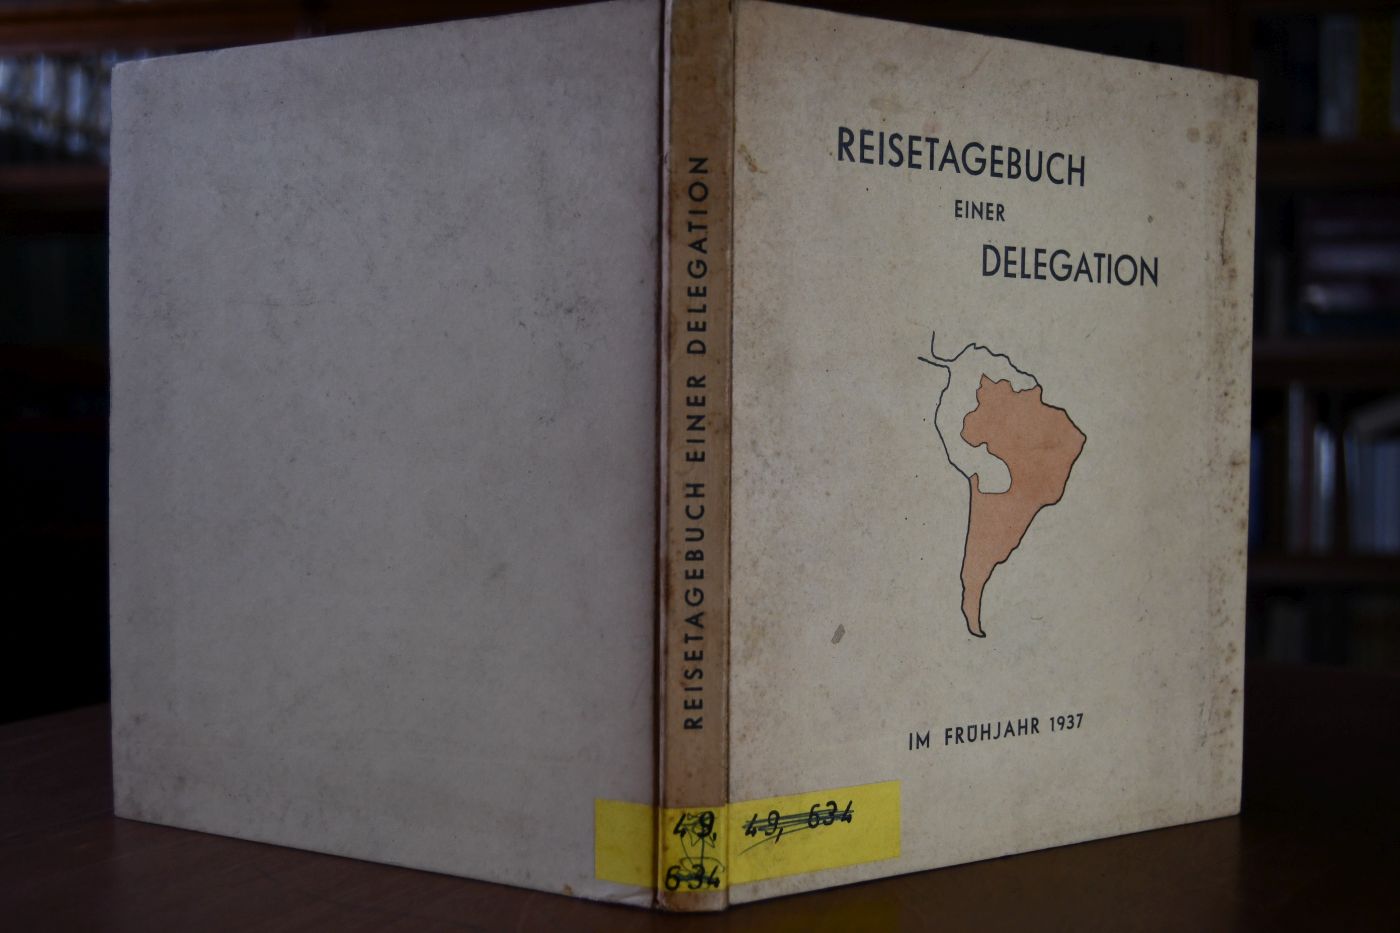 REISETAGEBUCH EINER DELEGATION
49,
634
REISETAGEBUCH
EINER
DELEGATION
IM FRÜHJAHR 1937
49, 634